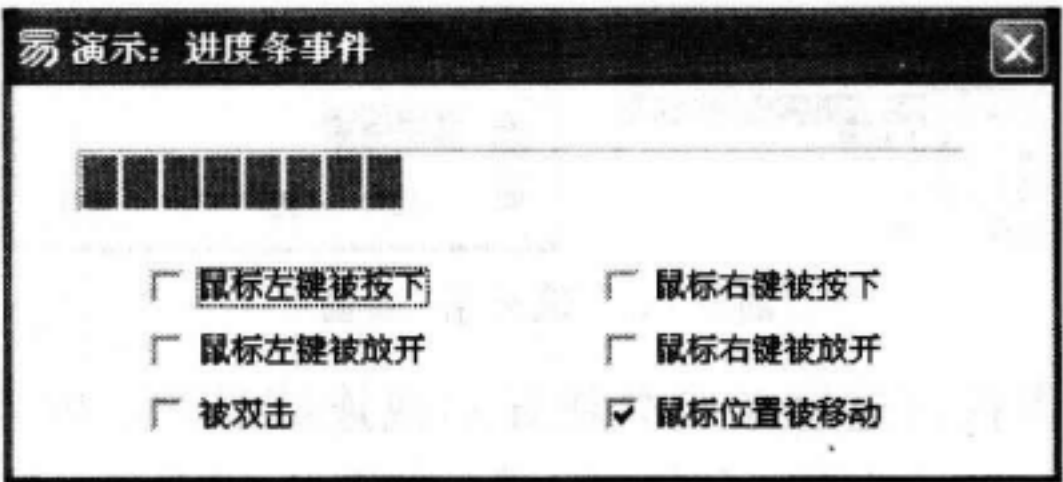 易 演示：进度条事件
鼠标左键被按下 鼠标右键被按下
鼠标左键被放开 鼠标右键被放开
被双击 鼠标位置被移动